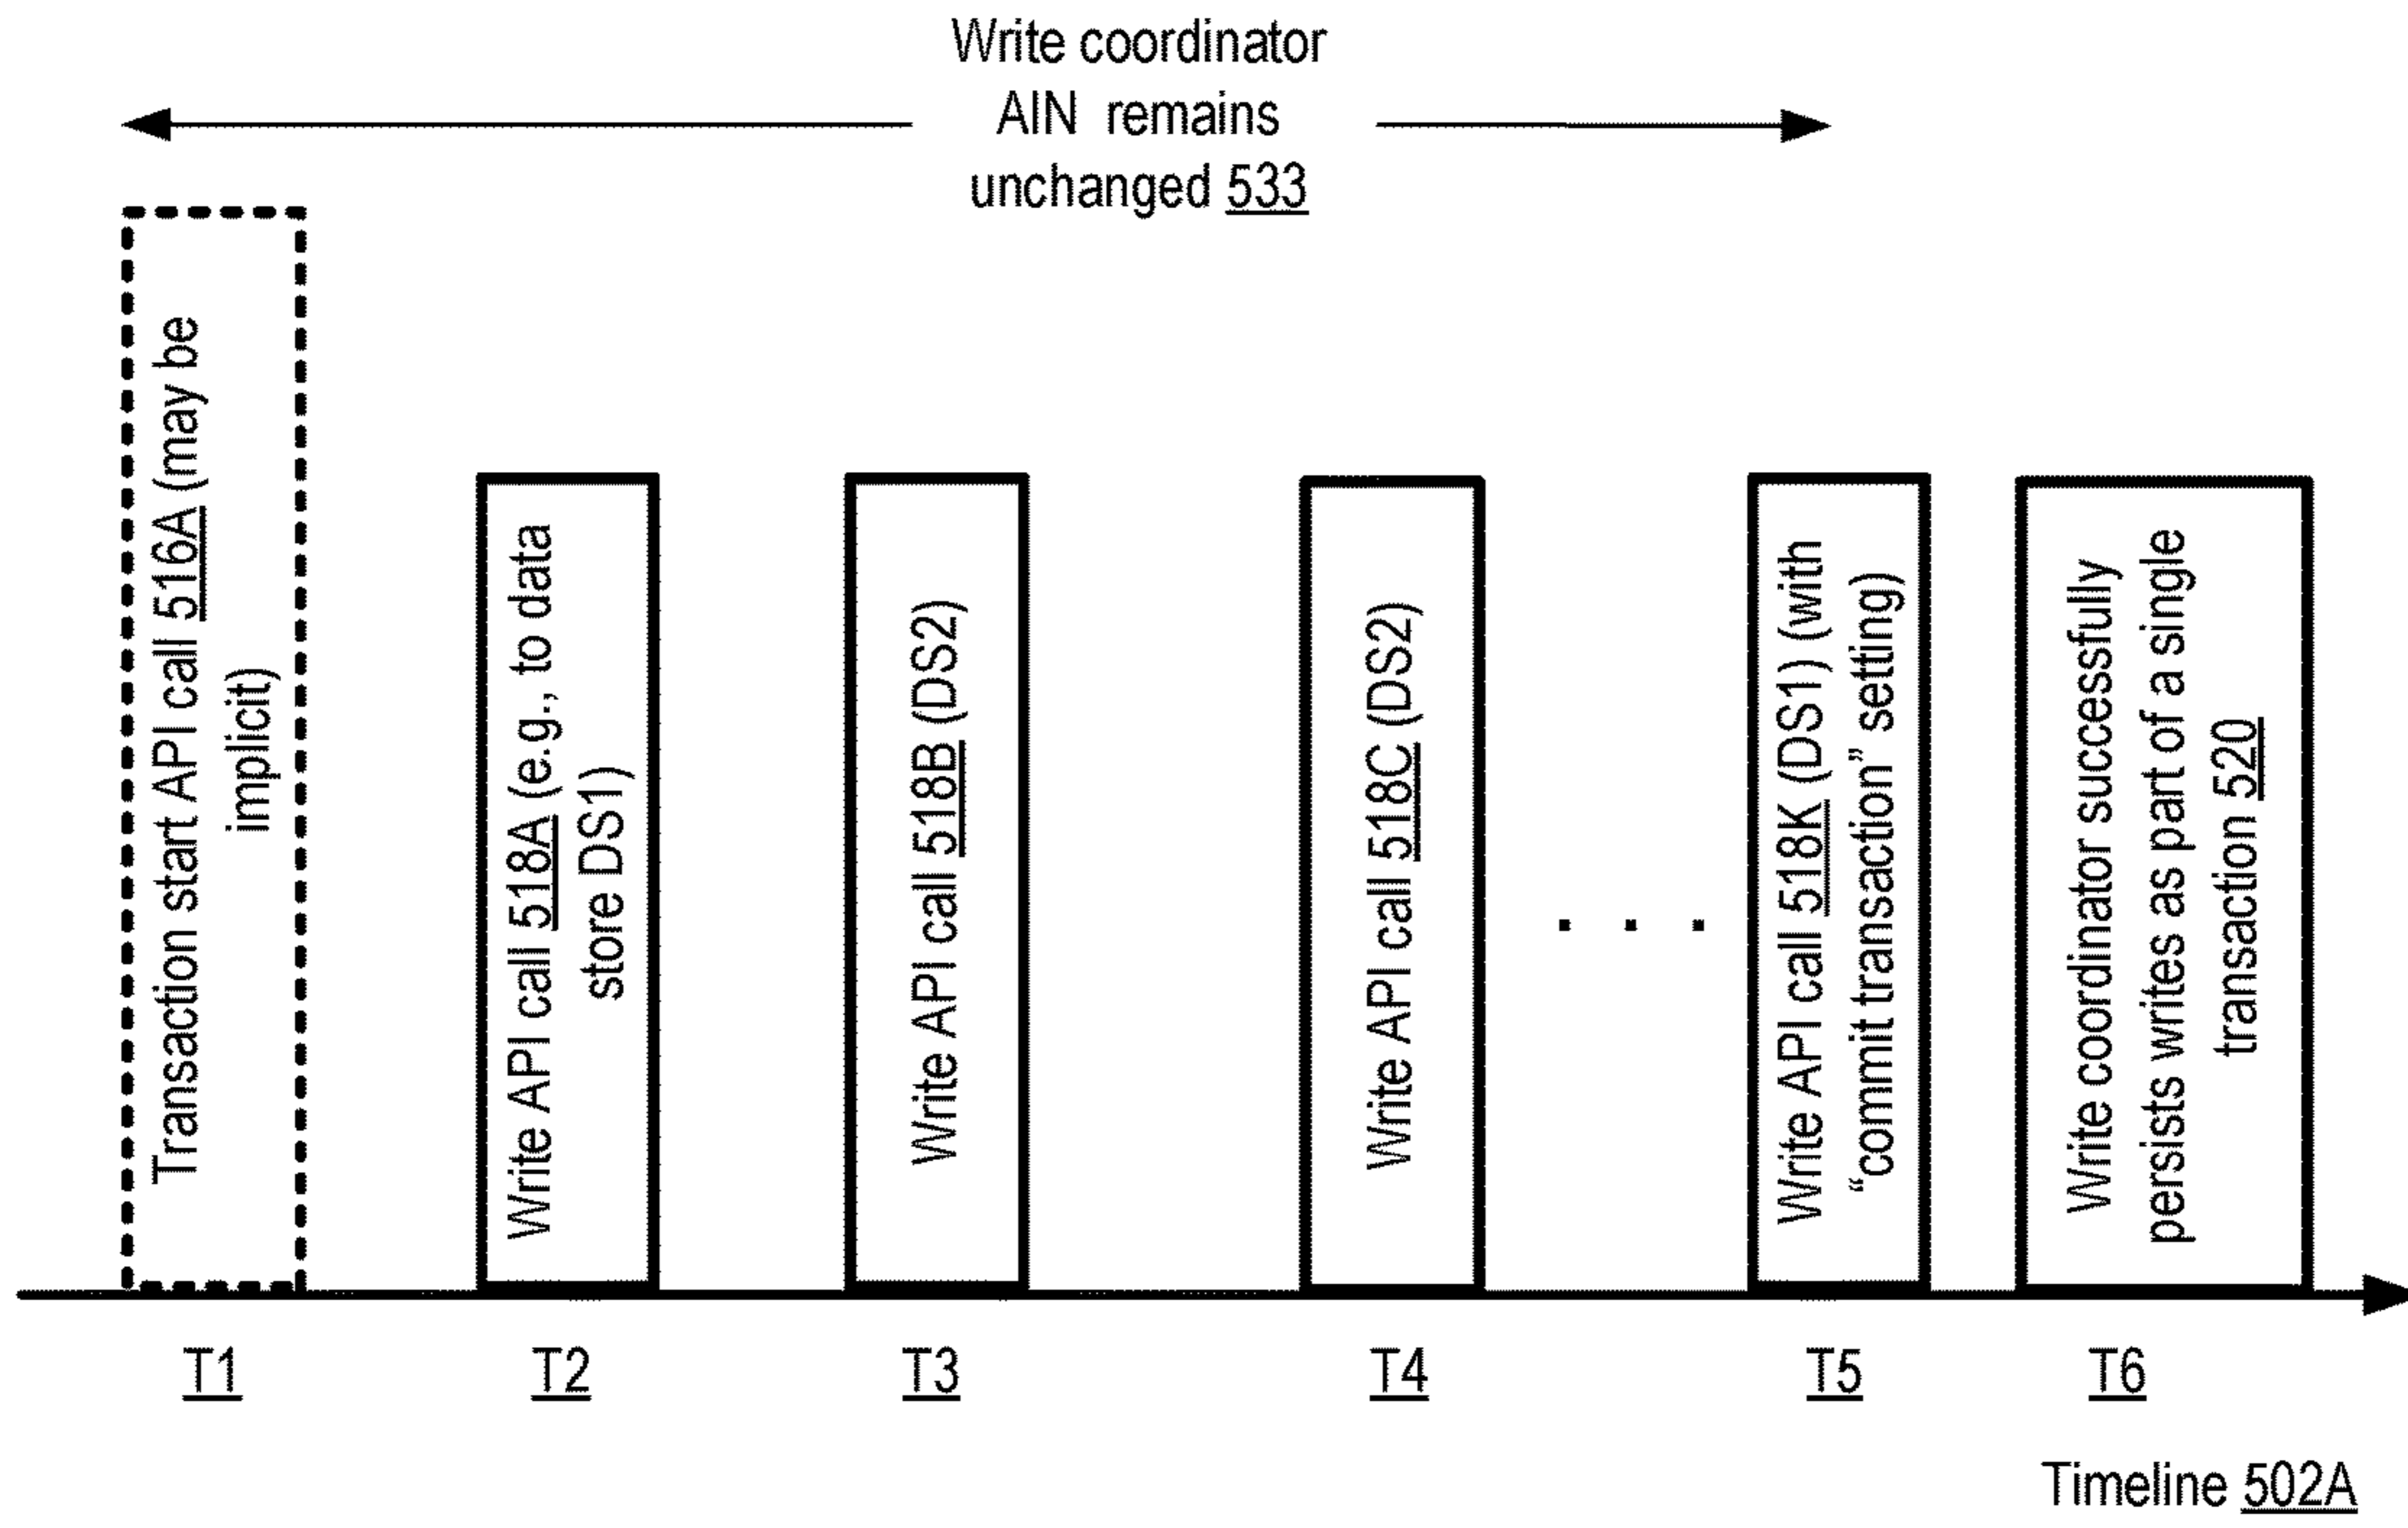 Write coordinator
AIN remains
unchanged 533
Transaction start API call 516A (may be
implicit)
Write API call 518A (e.g., to data
store DS1)
Write API call 518B (DS2)
Write API call 518C (DS2)
. . .
Write API call 518K (DS1) (with
“commit transaction” setting)
Write coordinator successfully
persists writes as part of a single
transaction 520
T1
T2
T3
T4
T5
T6
Timeline 502A